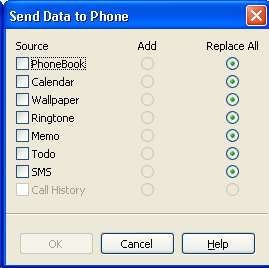 Send Data to Phone
Source Add Replace All
PhoneBook
Calendar
Wallpaper
Ringtone
Memo
Todo
SMS
Call History
OK Cancel Help